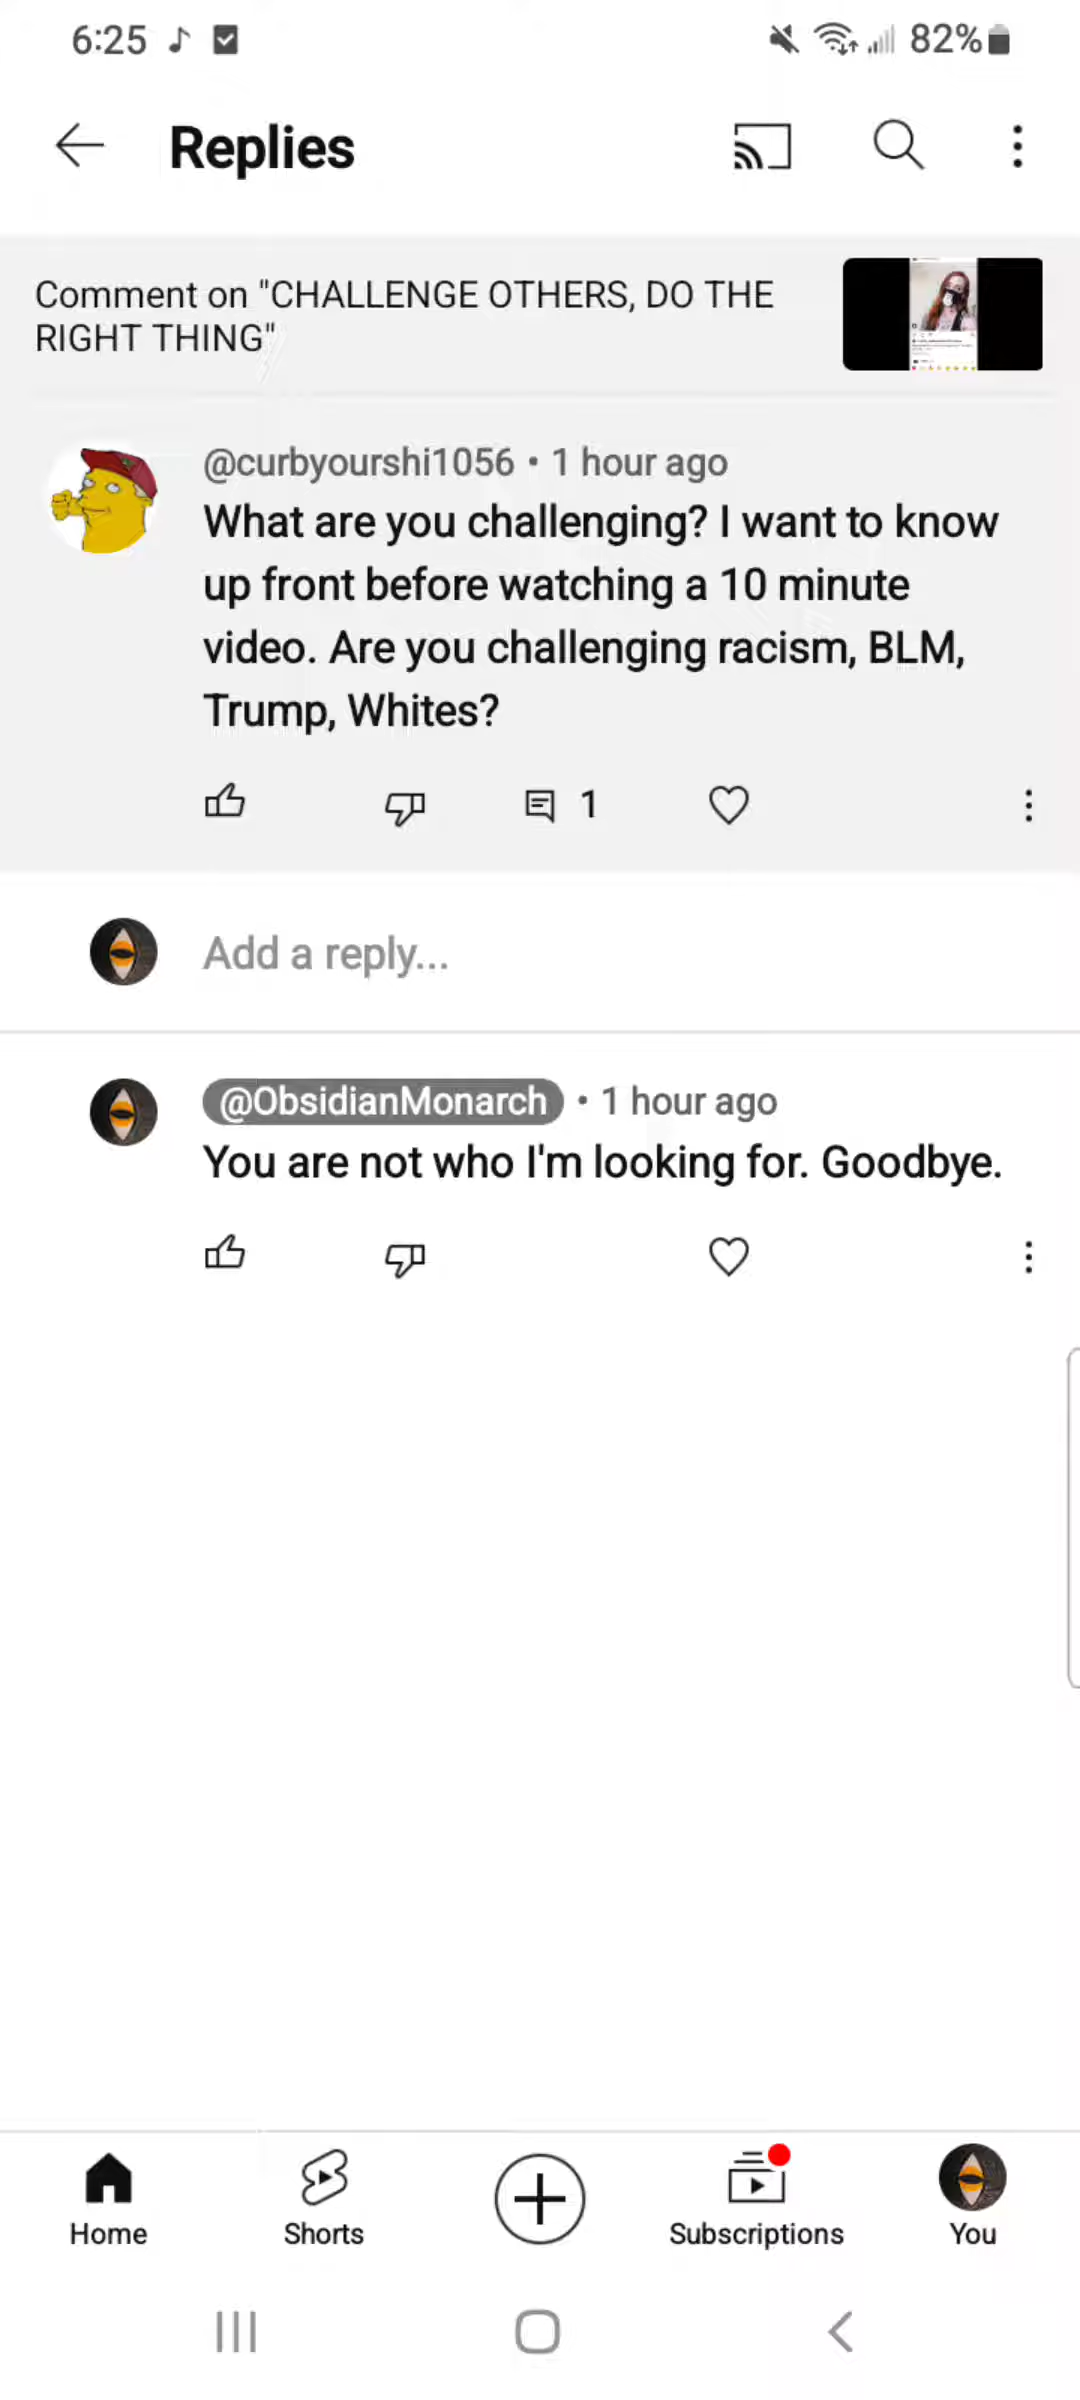 6:25
82%
Replies
Comment on "CHALLENGE OTHERS, DO THE
RIGHT THING"
@curbyourshi1056 • 1 hour ago
What are you challenging? I want to know
up front before watching a 10 minute
video. Are you challenging racism, BLM,
Trump, Whites?
1
Add a reply...
@ObsidianMonarch • 1 hour ago
You are not who I'm looking for. Goodbye.
Home
Shorts
Subscriptions
You